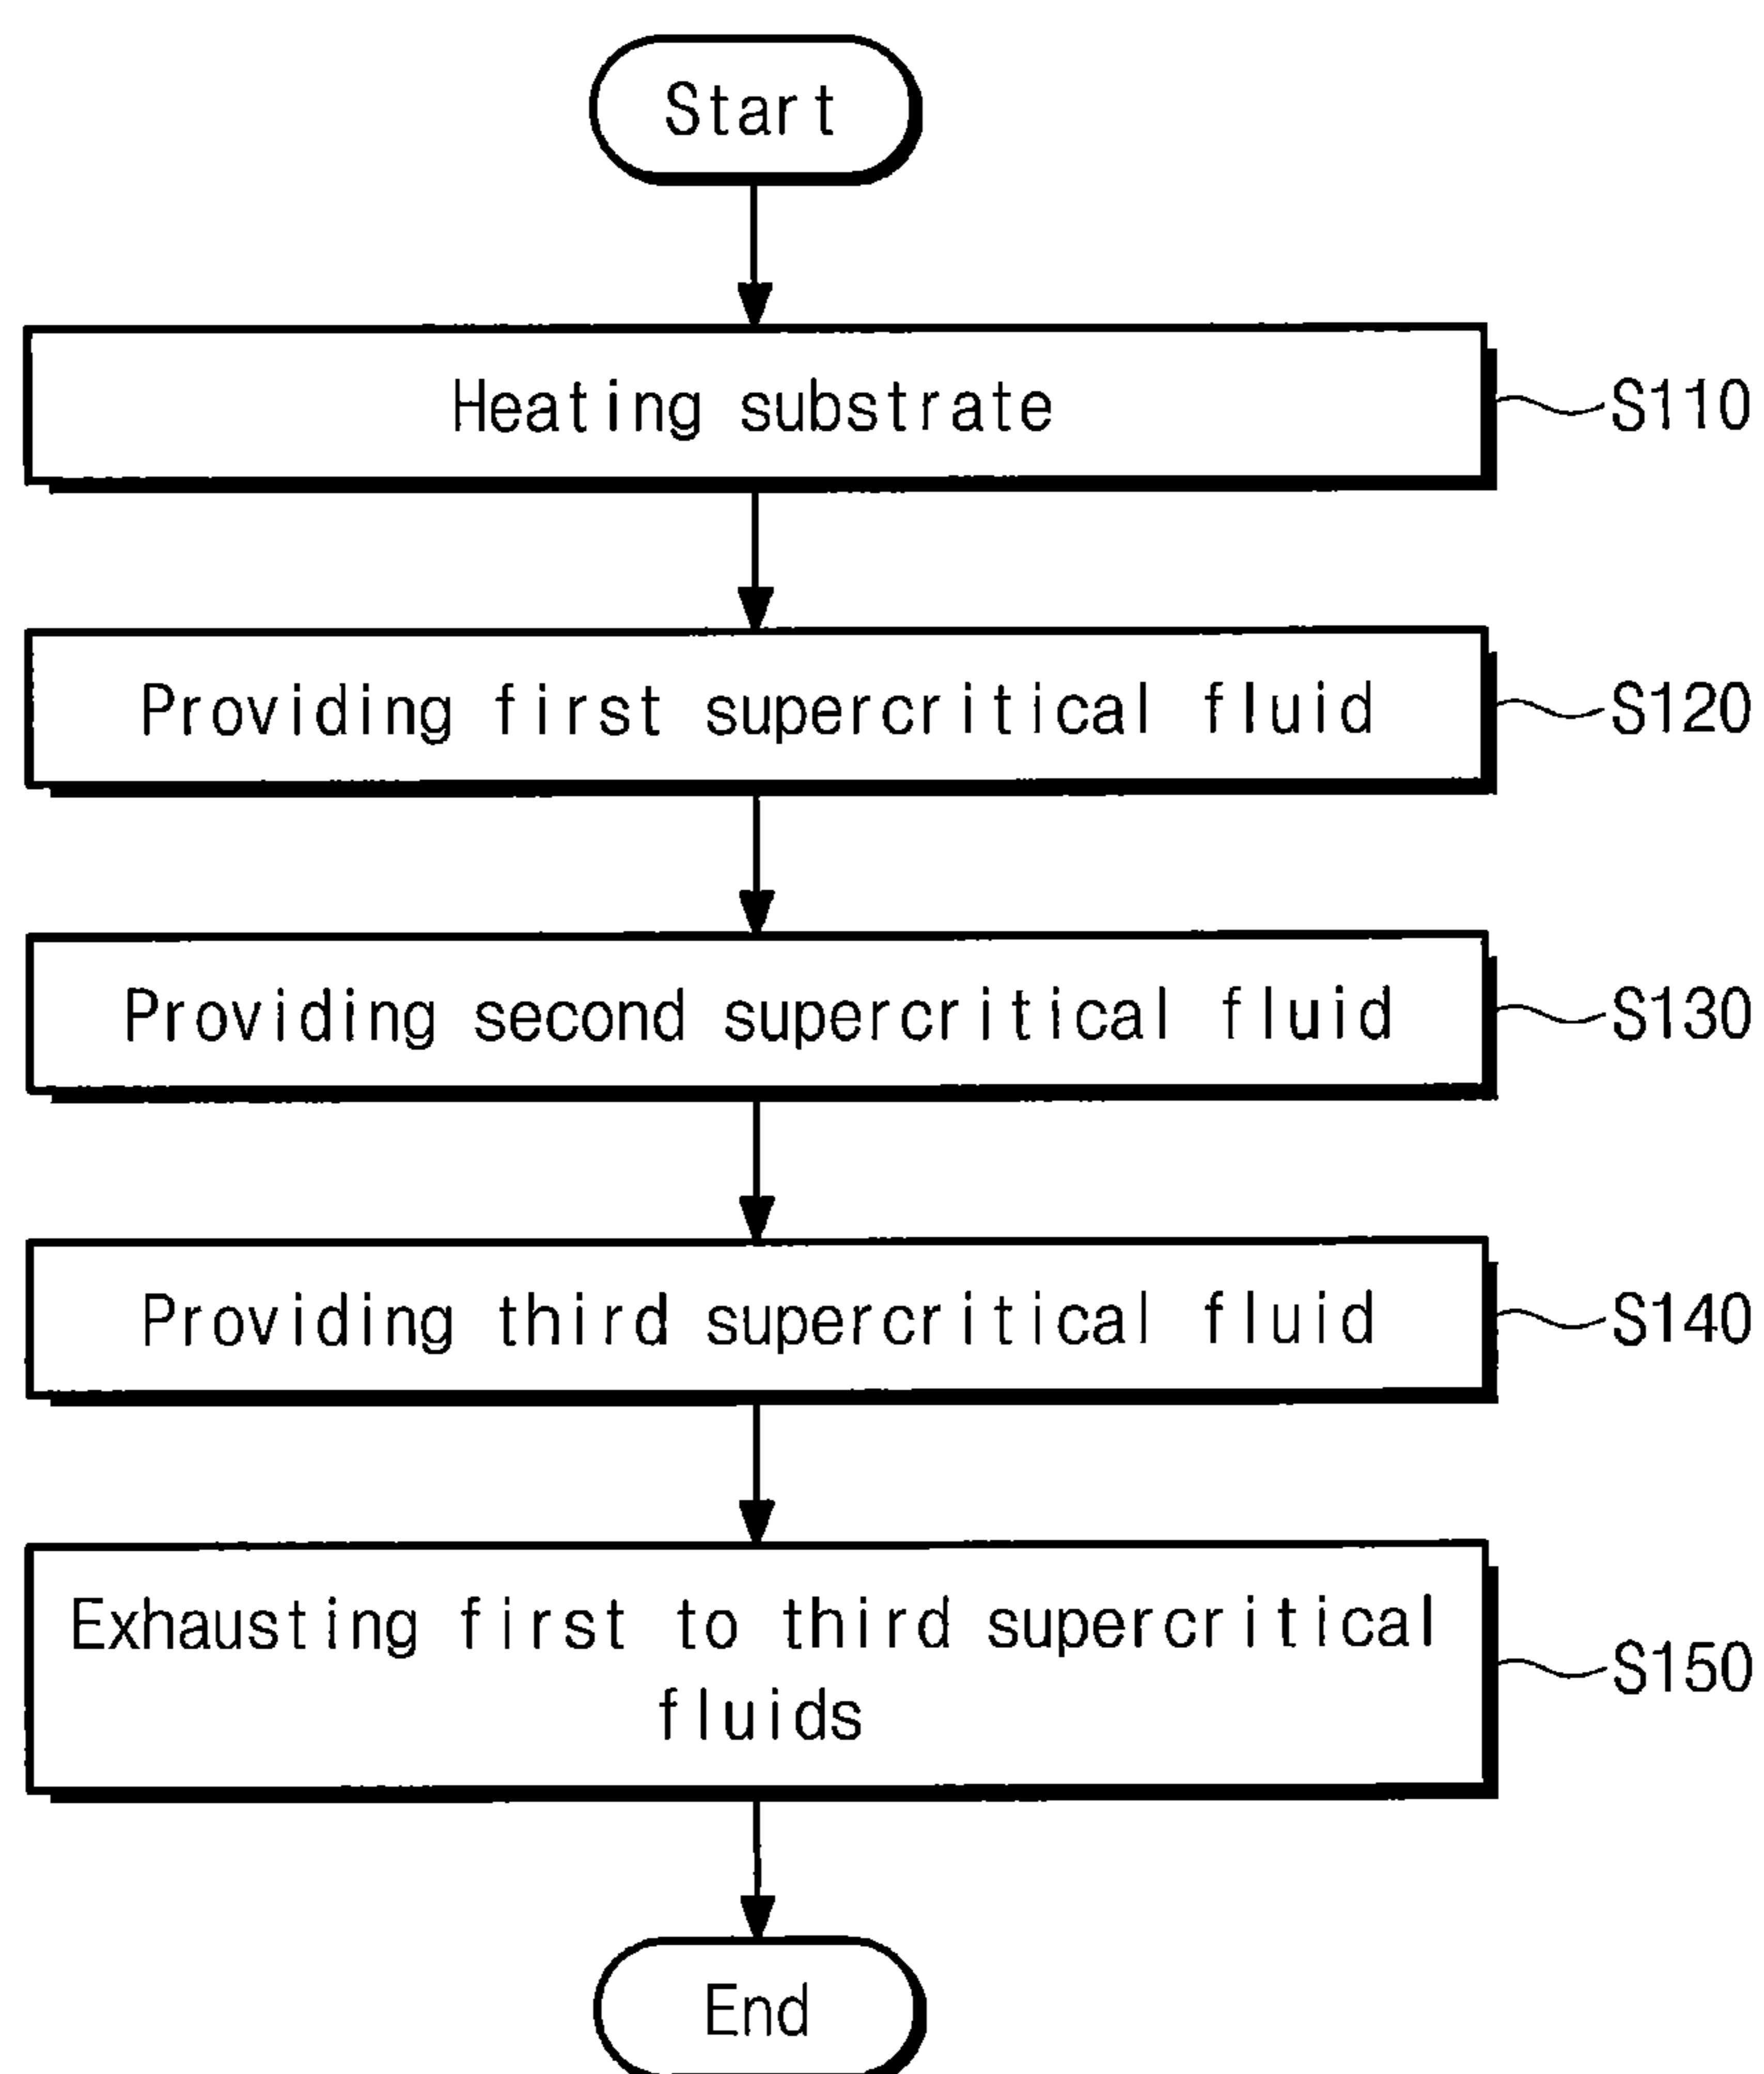 Start
Heating substrate
S110
Providing first supercritical fluid
S120
Providing second supercritical fluid
S130
Providing third supercritical fluid
S140
Exhausting first to third supercritical
fluids
S150
End